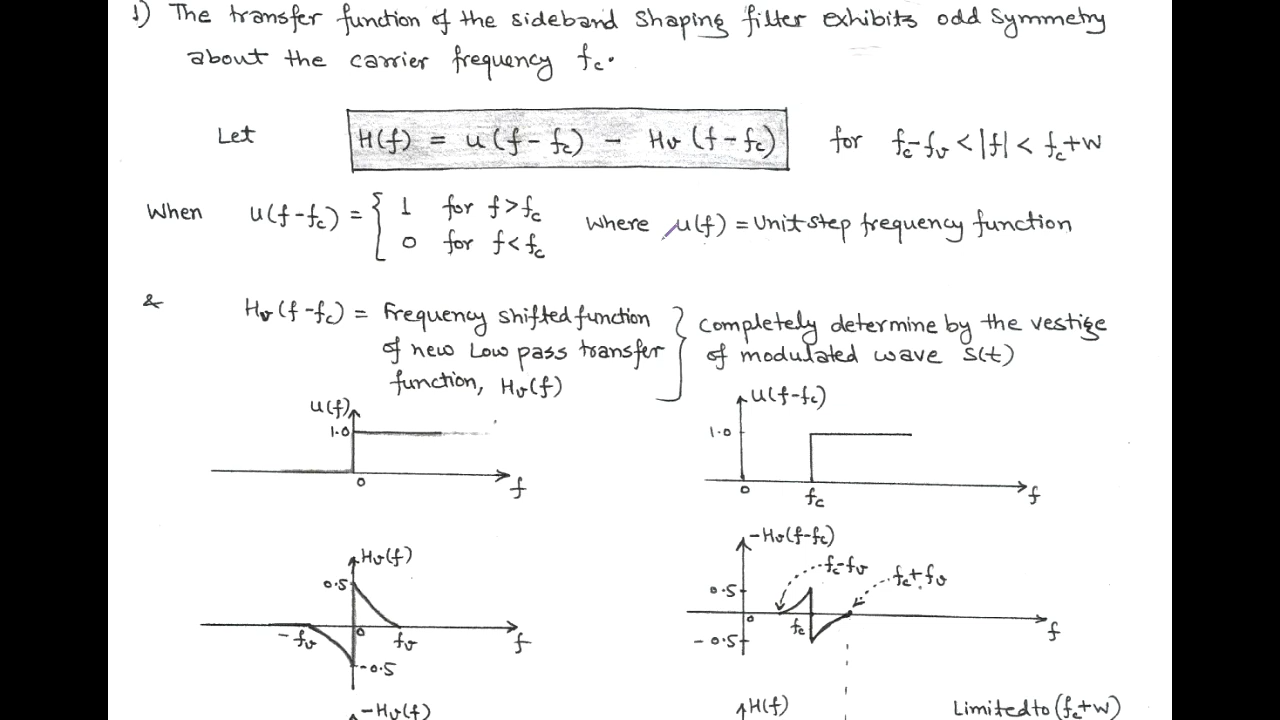 1) The transfer function of the sideband shaping filter exhibits odd symmetry
about the carrier frequency fc.
Let H(f) = u(f-fc) - Hv(f-fc) for fc-fv < |f| < fc+w
When u(f-fc) = { 1 for f>fc
0 for f<fc
where u(f) = Unit step frequency function
& Hv(f-fc) = Frequency shifted function
of new Low pass transfer
function, Hv(f)
} completely determine by the vestige
of modulated wave s(t)
u(f)
1.0
0
f
u(f-fc)
1.0
0
fc
f
Hv(f)
0.5
-fv
0
fv
f
-0.5
-Hv(f-fc)
fc-fv
fc+fv
0.5
0
fc
f
-0.5
-Hv(f)
H(f)
Limited to (fc+w)